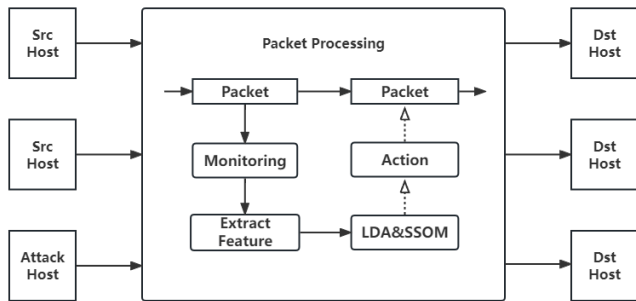 Src
Host
Packet Processing
Dst
Host
Packet
Packet
Src
Host
Monitoring
Action
Dst
Host
Extract
Feature
LDA&SSOM
Attack
Host
Dst
Host